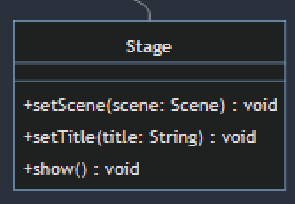 Stage
+setScene(scene: Scene) : void
+setTitle(title: String) : void
+show() : void